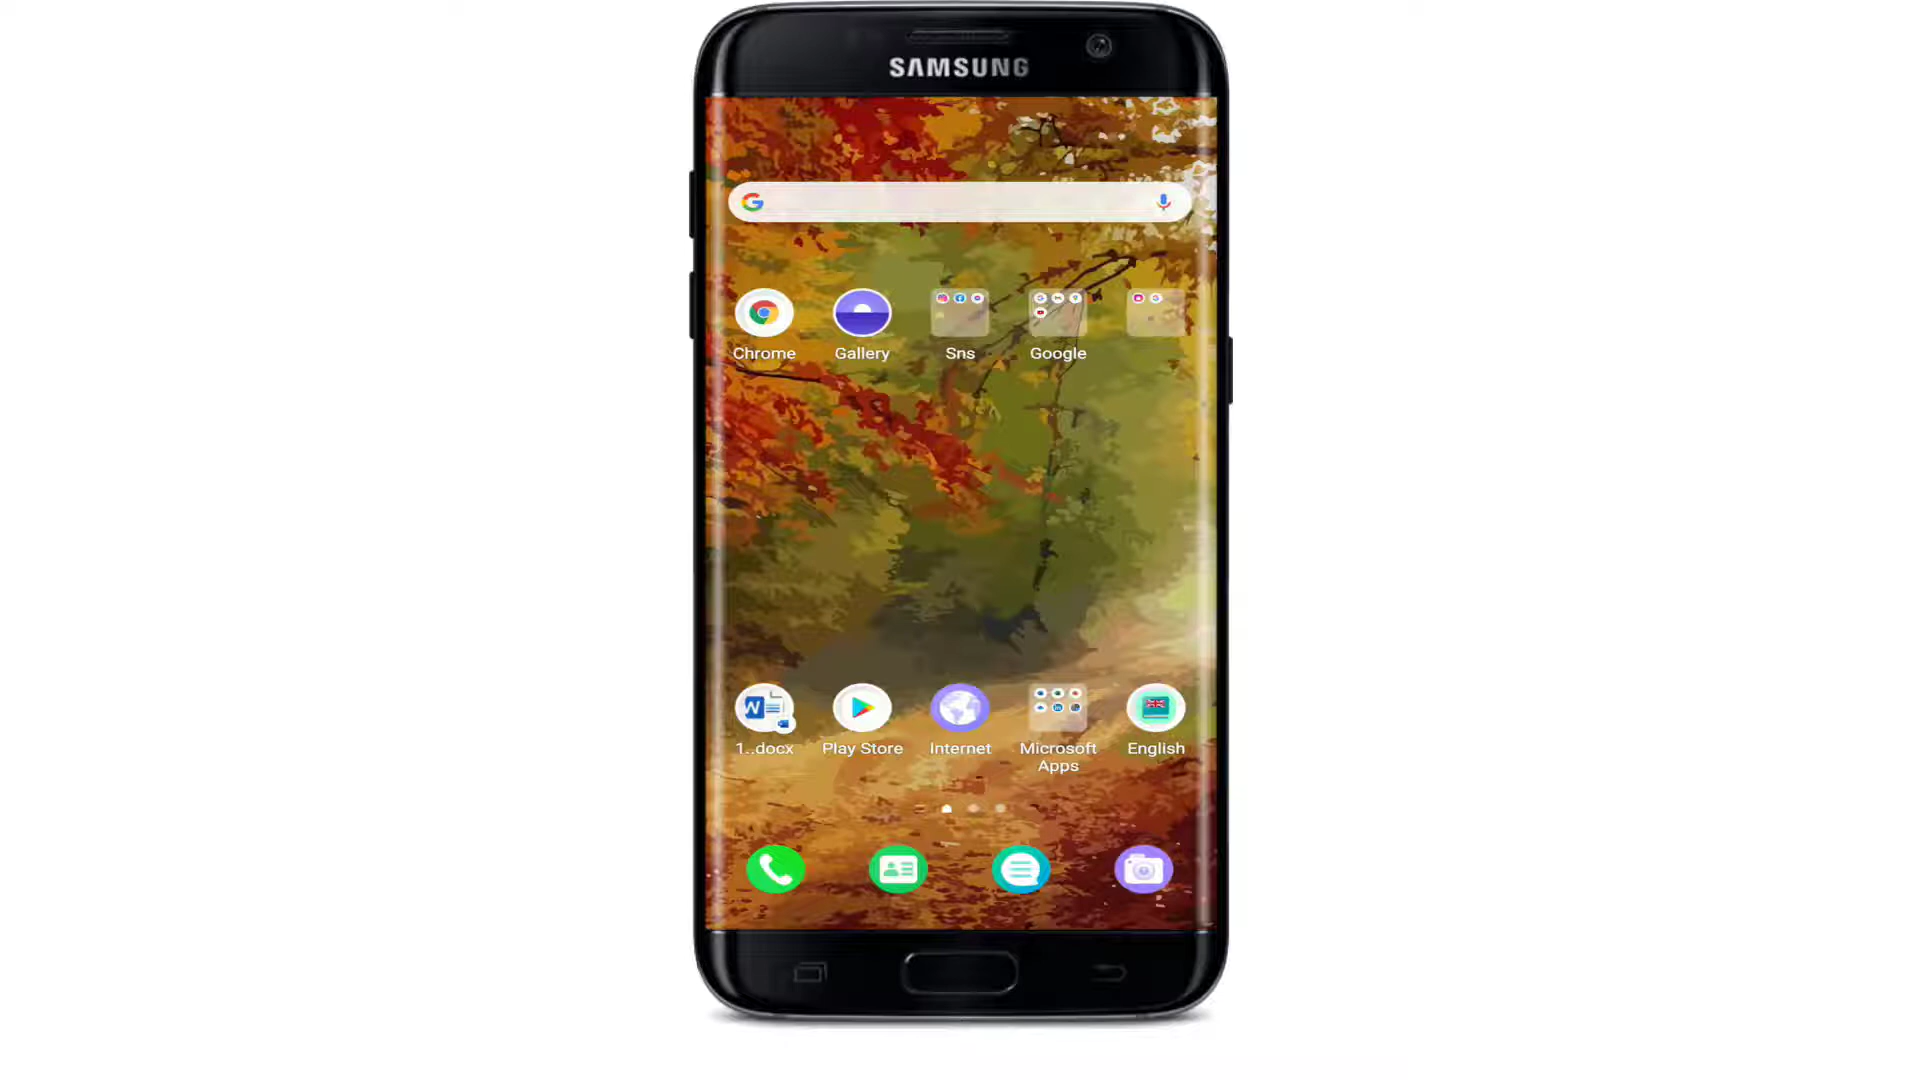 SAMSUNG
Chrome
Gallery
Sns
Google
1..docx
Play Store
Internet
Microsoft
Apps
English